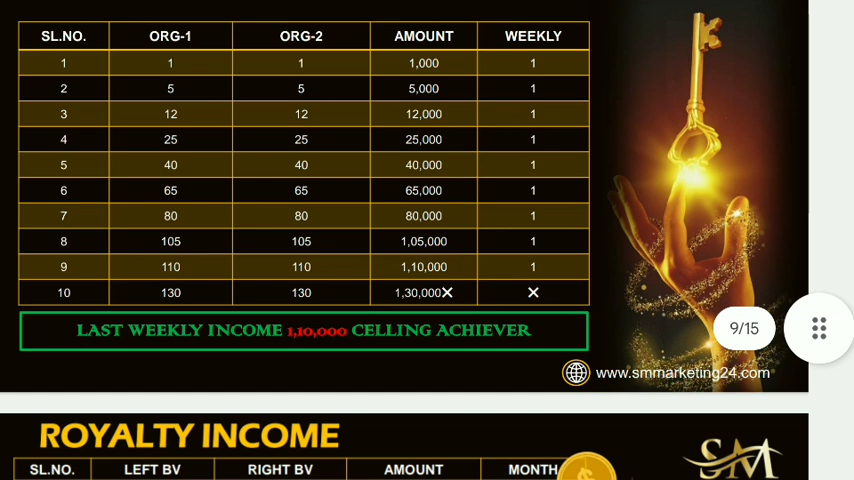 SL.NO. ORG-1 ORG-2 AMOUNT WEEKLY
1 1 1 1,000 1
2 5 5 5,000 1
3 12 12 12,000 1
4 25 25 25,000 1
5 40 40 40,000 1
6 65 65 65,000 1
7 80 80 80,000 1
8 105 105 1,05,000 1
9 110 110 1,10,000 1
10 130 130 1,30,000✕ ✕
LAST WEEKLY INCOME 1,10,000 CELLING ACHIEVER
9/15
www.smmarketing24.com
ROYALTY INCOME
SM
SL.NO. LEFT BV RIGHT BV AMOUNT MONTH
$